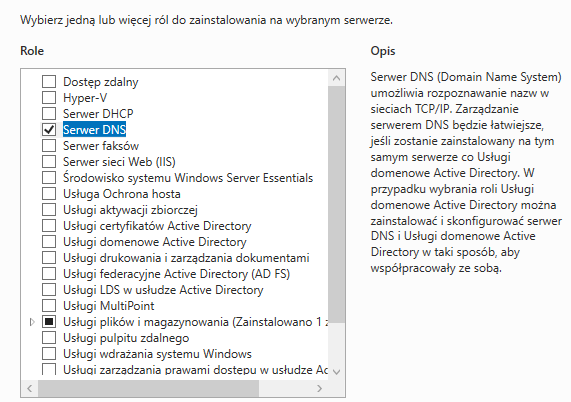 Wybierz jedną lub więcej ról do zainstalowania na wybranym serwerze.
Role
Dostęp zdalny
Hyper-V
Serwer DHCP
Serwer DNS
Serwer faksów
Serwer sieci Web (IIS)
Środowisko systemu Windows Server Essentials
Usługa Ochrona hosta
Usługi aktywacji zbiorczej
Usługi certyfikatów Active Directory
Usługi domenowe Active Directory
Usługi drukowania i zarządzania dokumentami
Usługi federacyjne Active Directory (AD FS)
Usługi LDS w usłudze Active Directory
Usługi MultiPoint
Usługi plików i magazynowania (Zainstalowano 1 z
Usługi pulpitu zdalnego
Usługi wdrażania systemu Windows
Usługi zarządzania prawami dostępu w usłudze Ac
Opis
Serwer DNS (Domain Name System)
umożliwia rozpoznawanie nazw w
sieciach TCP/IP. Zarządzanie
serwerem DNS będzie łatwiejsze,
jeśli zostanie zainstalowany na tym
samym serwerze co Usługi
domenowe Active Directory. W
przypadku wybrania roli Usługi
domenowe Active Directory można
zainstalować i skonfigurować serwer
DNS i Usługi domenowe Active
Directory w taki sposób, aby
współpracowały ze sobą.